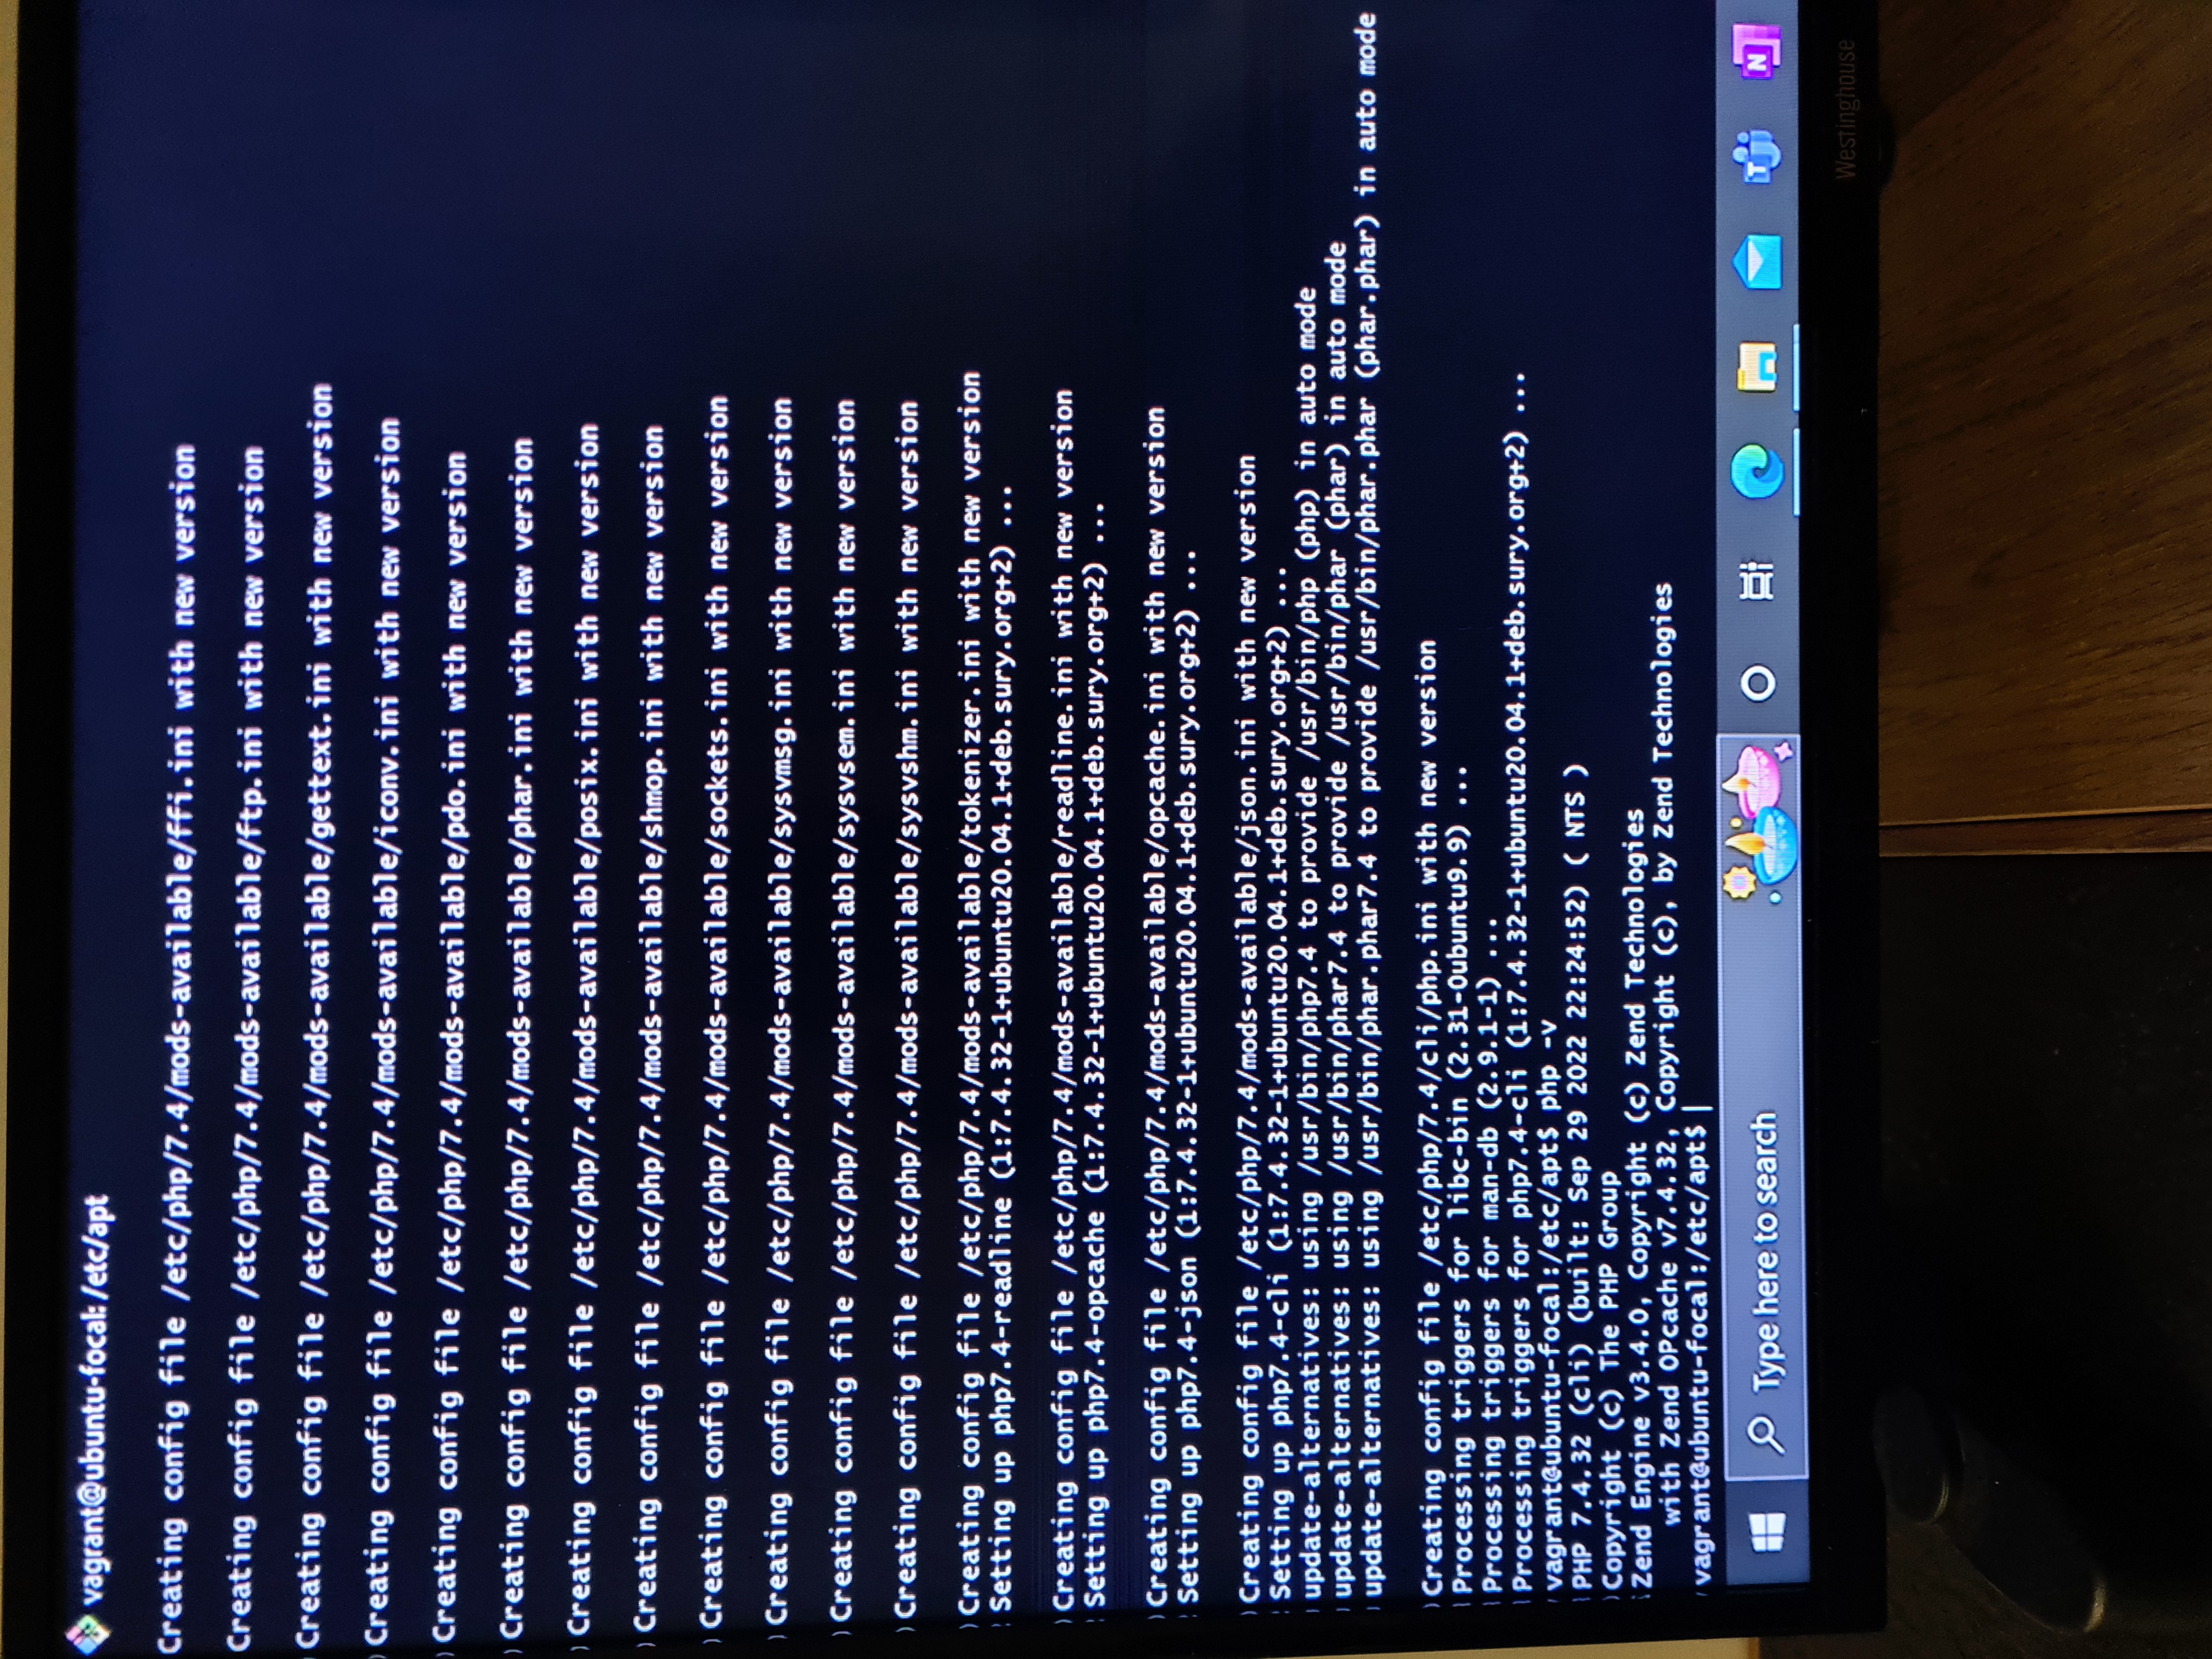 vagrant@ubuntu-focal: /etc/apt
Creating config file /etc/php/7.4/mods-available/ffi.ini with new version
Creating config file /etc/php/7.4/mods-available/ftp.ini with new version
Creating config file /etc/php/7.4/mods-available/gettext.ini with new version
Creating config file /etc/php/7.4/mods-available/iconv.ini with new version
Creating config file /etc/php/7.4/mods-available/pdo.ini with new version
Creating config file /etc/php/7.4/mods-available/phar.ini with new version
Creating config file /etc/php/7.4/mods-available/posix.ini with new version
Creating config file /etc/php/7.4/mods-available/shmop.ini with new version
Creating config file /etc/php/7.4/mods-available/sockets.ini with new version
Creating config file /etc/php/7.4/mods-available/sysvmsg.ini with new version
Creating config file /etc/php/7.4/mods-available/sysvsem.ini with new version
Creating config file /etc/php/7.4/mods-available/sysvshm.ini with new version
Creating config file /etc/php/7.4/mods-available/tokenizer.ini with new version
Setting up php7.4-readline (1:7.4.32-1+ubuntu20.04.1+deb.sury.org+2) ...
Creating config file /etc/php/7.4/mods-available/readline.ini with new version
Setting up php7.4-opcache (1:7.4.32-1+ubuntu20.04.1+deb.sury.org+2) ...
Creating config file /etc/php/7.4/mods-available/opcache.ini with new version
Setting up php7.4-json (1:7.4.32-1+ubuntu20.04.1+deb.sury.org+2) ...
Creating config file /etc/php/7.4/mods-available/json.ini with new version
Setting up php7.4-cli (1:7.4.32-1+ubuntu20.04.1+deb.sury.org+2) ...
update-alternatives: using /usr/bin/php7.4 to provide /usr/bin/php (php) in auto mode
update-alternatives: using /usr/bin/phar7.4 to provide /usr/bin/phar (phar) in auto mode
update-alternatives: using /usr/bin/phar.phar7.4 to provide /usr/bin/phar.phar (phar.phar) in auto mode
Creating config file /etc/php/7.4/cli/php.ini with new version
Processing triggers for libc-bin (2.31-0ubuntu9.9) ...
Processing triggers for man-db (2.9.1-1) ...
Processing triggers for php7.4-cli (1:7.4.32-1+ubuntu20.04.1+deb.sury.org+2) ...
vagrant@ubuntu-focal:/etc/apt$ php -v
PHP 7.4.32 (cli) (built: Sep 29 2022 22:24:52) ( NTS )
Copyright (c) The PHP Group
Zend Engine v3.4.0, Copyright (c) Zend Technologies
    with Zend OPcache v7.4.32, Copyright (c), by Zend Technologies
vagrant@ubuntu-focal:/etc/apt$
Type here to search
T
N
Westinghouse